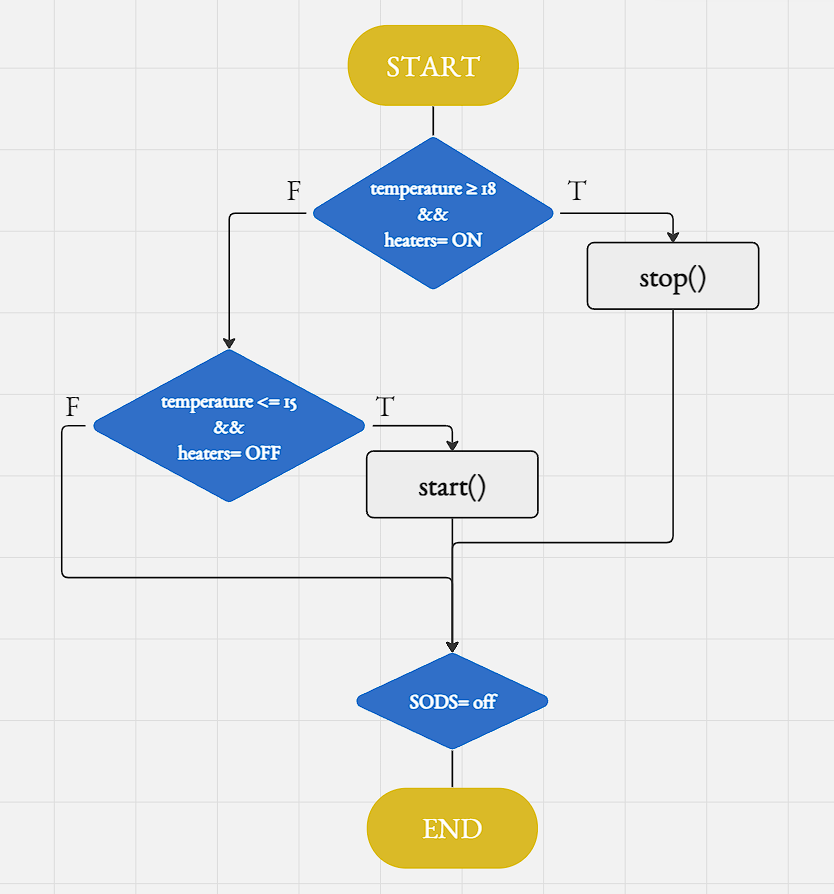 START
F
T
temperature ≥ 18
&&
heaters= ON
stop()
F
T
temperature <= 15
&&
heaters= OFF
start()
SODS= off
END